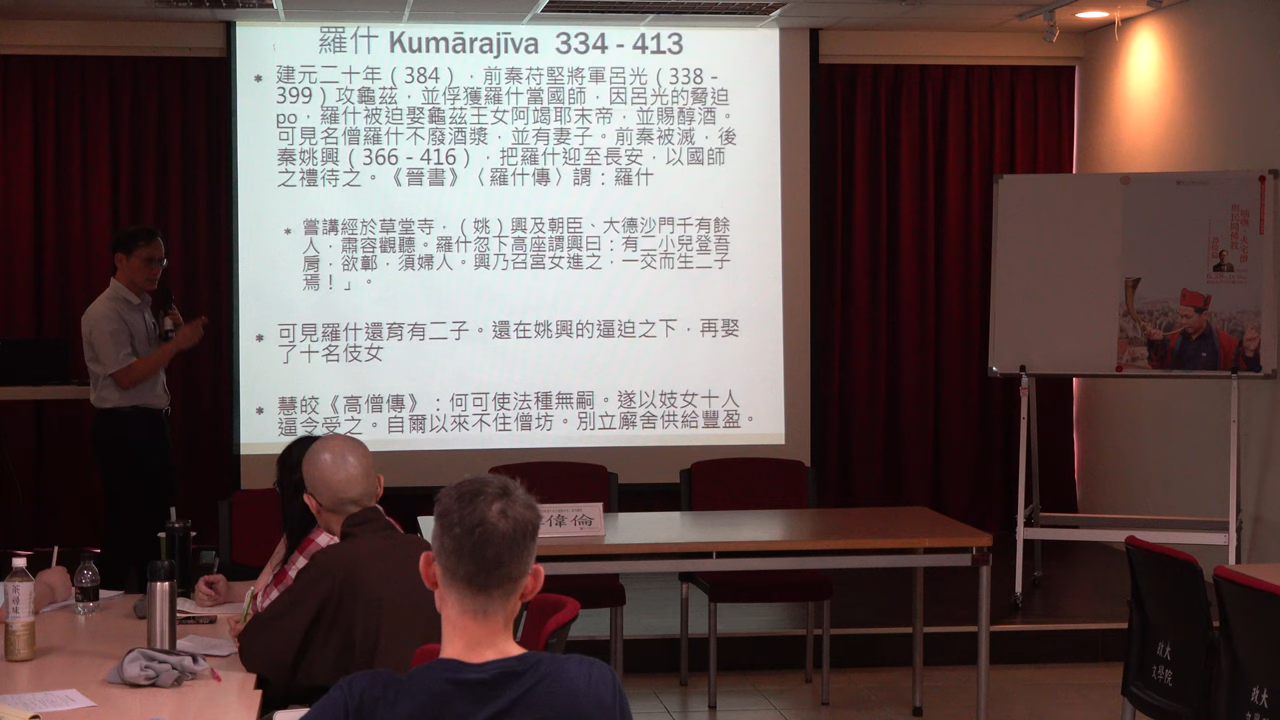 羅什 Kumārajīva 334 - 413
* 建元二十年（384），前秦苻堅將軍呂光（338 -
399）攻龜茲，並俘獲羅什當國師，因呂光的脅迫
po，羅什被迫娶龜茲王女阿竭耶末帝，並賜醇酒。
可見名僧羅什不廢酒漿，並有妻子。前秦被滅，後
秦姚興（366 - 416），把羅什迎至長安，以國師
之禮待之。《晉書》〈羅什傳〉謂：羅什
* 嘗講經於草堂寺，（姚）興及朝臣、大德沙門千有餘
人，肅容觀聽。羅什忽下高座謂興曰：有二小兒登吾
肩，欲鄣，須婦人。興乃召宮女進之，一交而生二子
焉！」。
* 可見羅什還育有二子。還在姚興的逼迫之下，再娶
了十名伎女
* 慧皎《高僧傳》：何可使法種無嗣。遂以妓女十人
逼令受之。自爾以來不住僧坊。別立廨舍供給豐盈。
偉倫
政大
文學院
政大